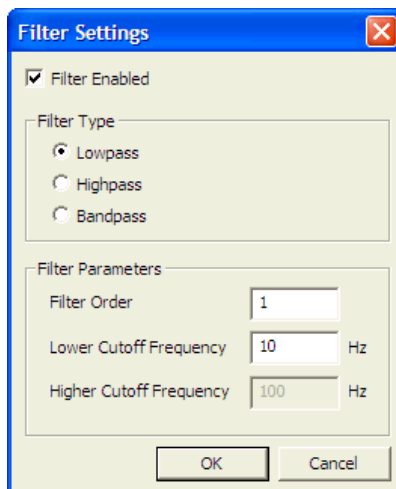 Filter Settings
Filter Enabled
Filter Type
Lowpass
Highpass
Bandpass
Filter Parameters
Filter Order 1
Lower Cutoff Frequency 10 Hz
Higher Cutoff Frequency 100 Hz
OK Cancel